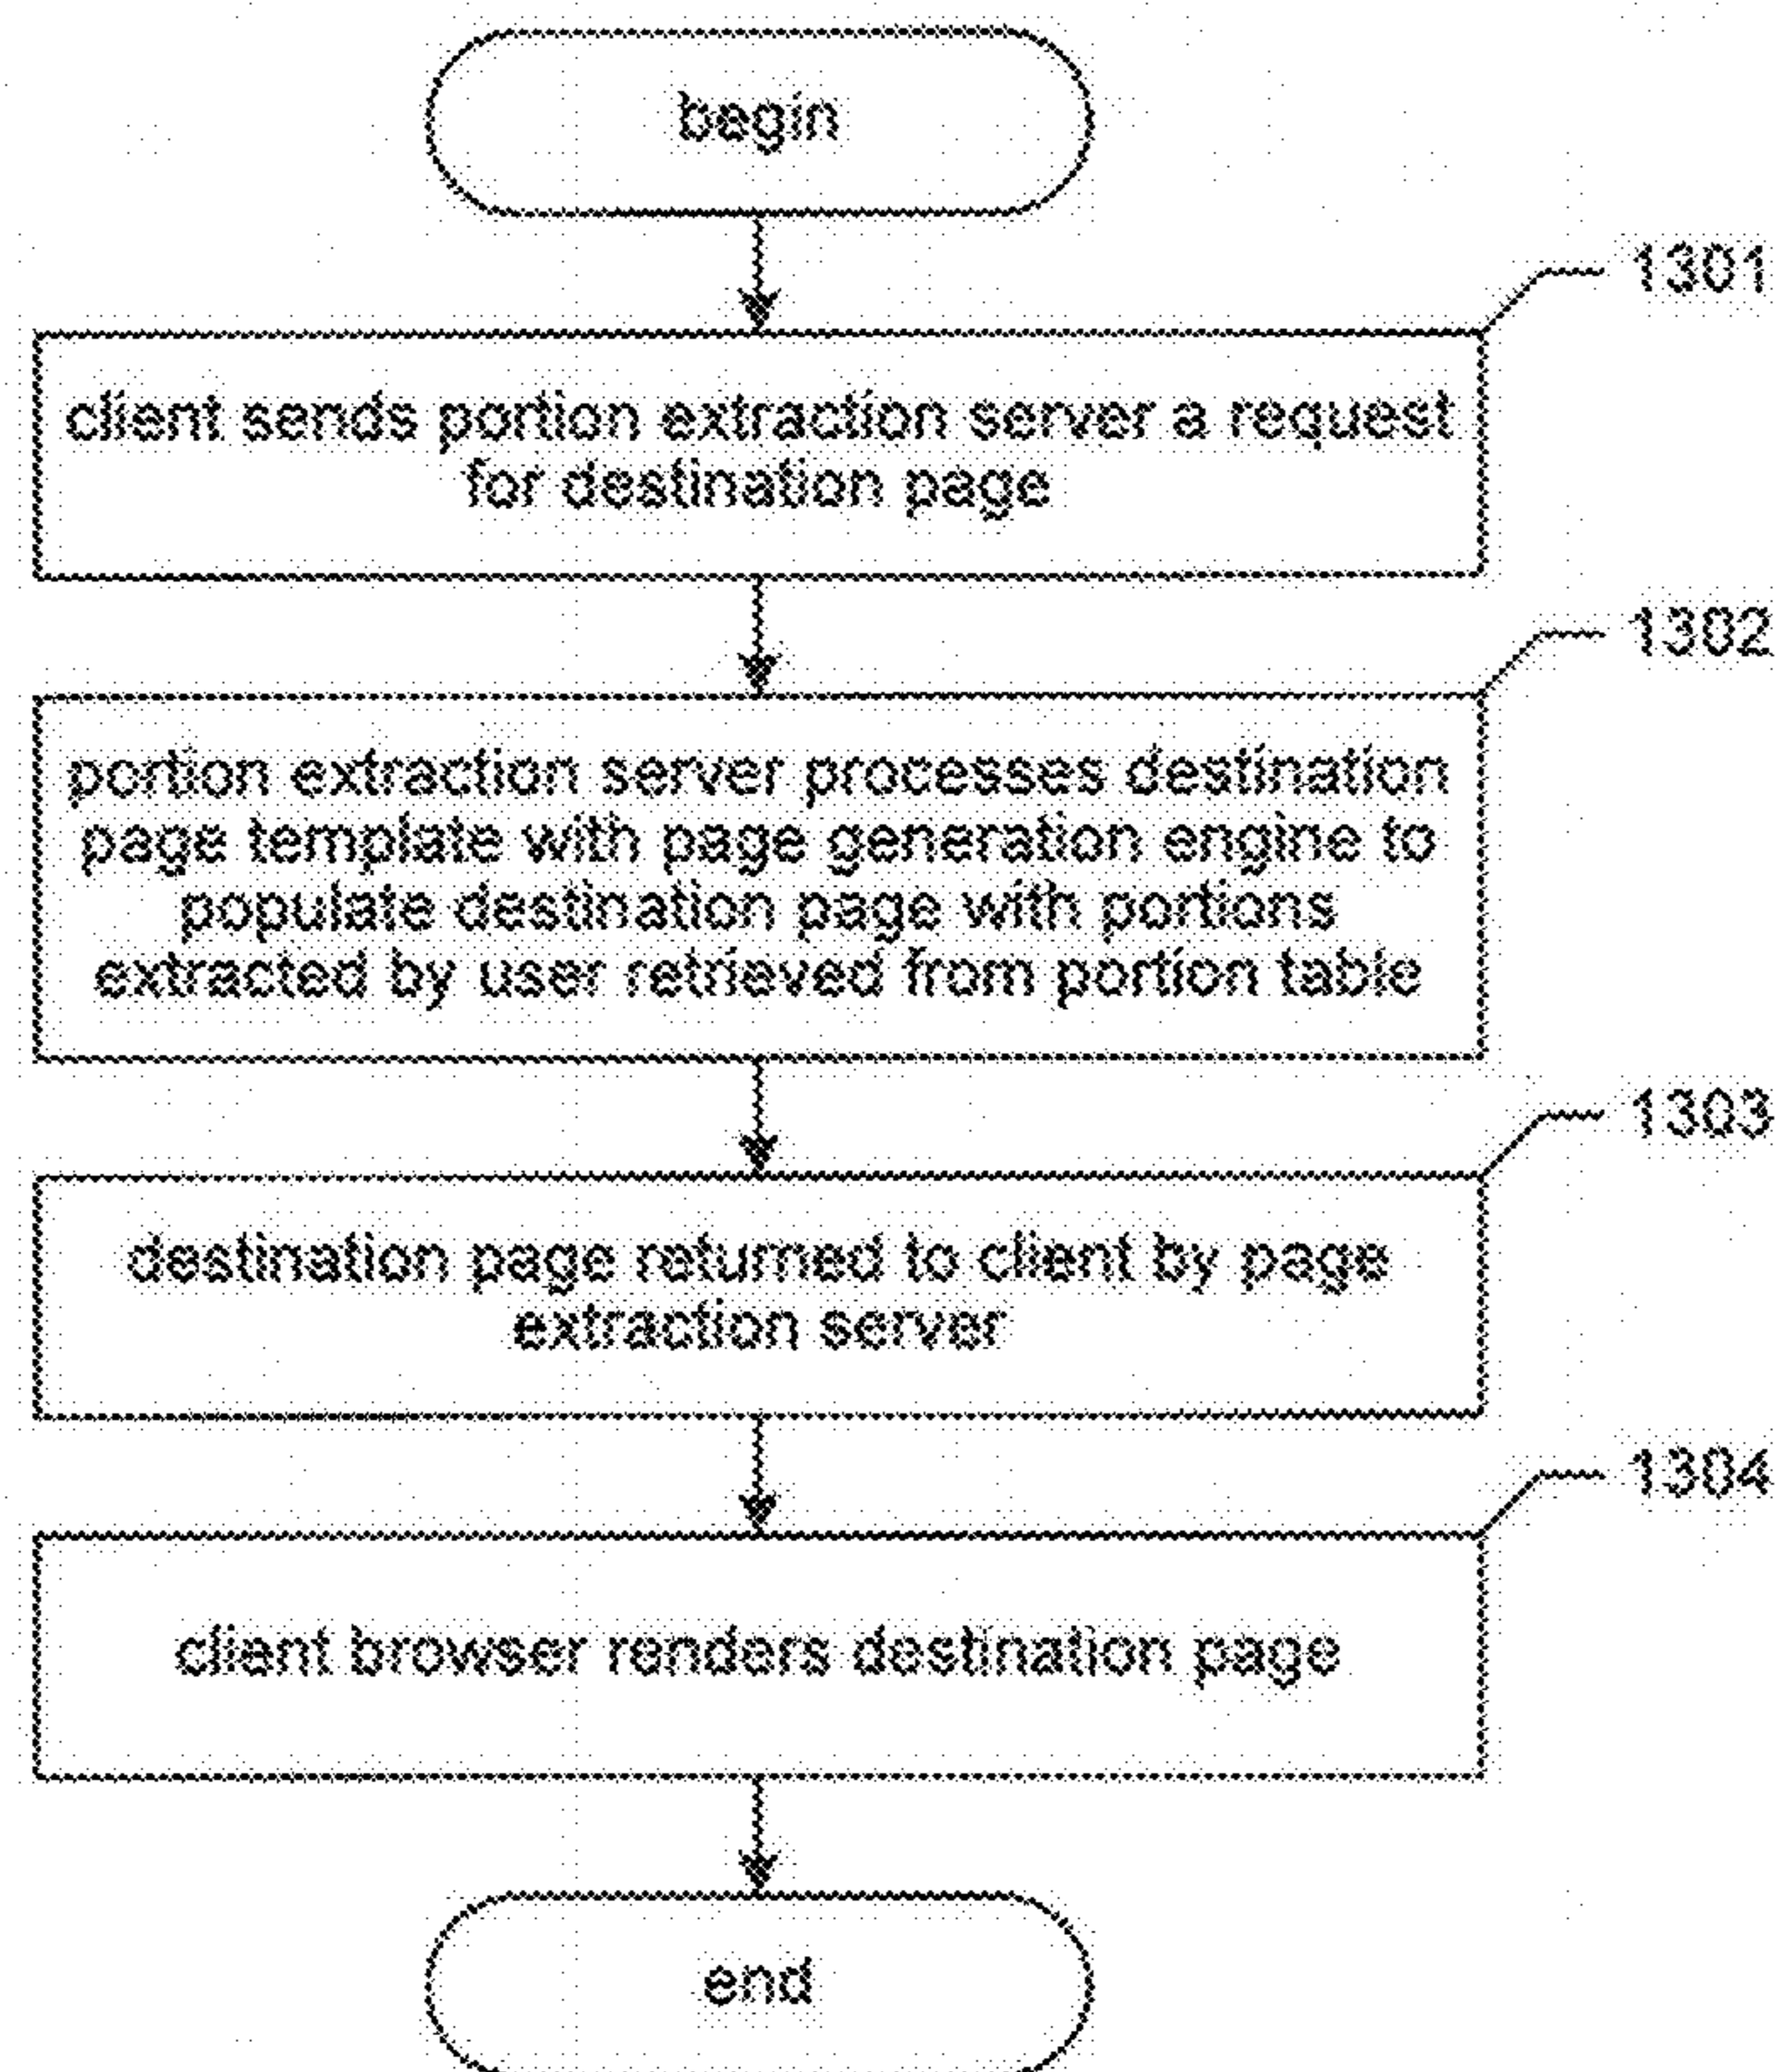 begin
1301
client sends portion extraction server a request
for destination page
1302
portion extraction server processes destination
page template with page generation engine to
populate destination page with portions
extracted by user retrieved from portion table
1303
destination page returned to client by page
extraction server
1304
client browser renders destination page
end